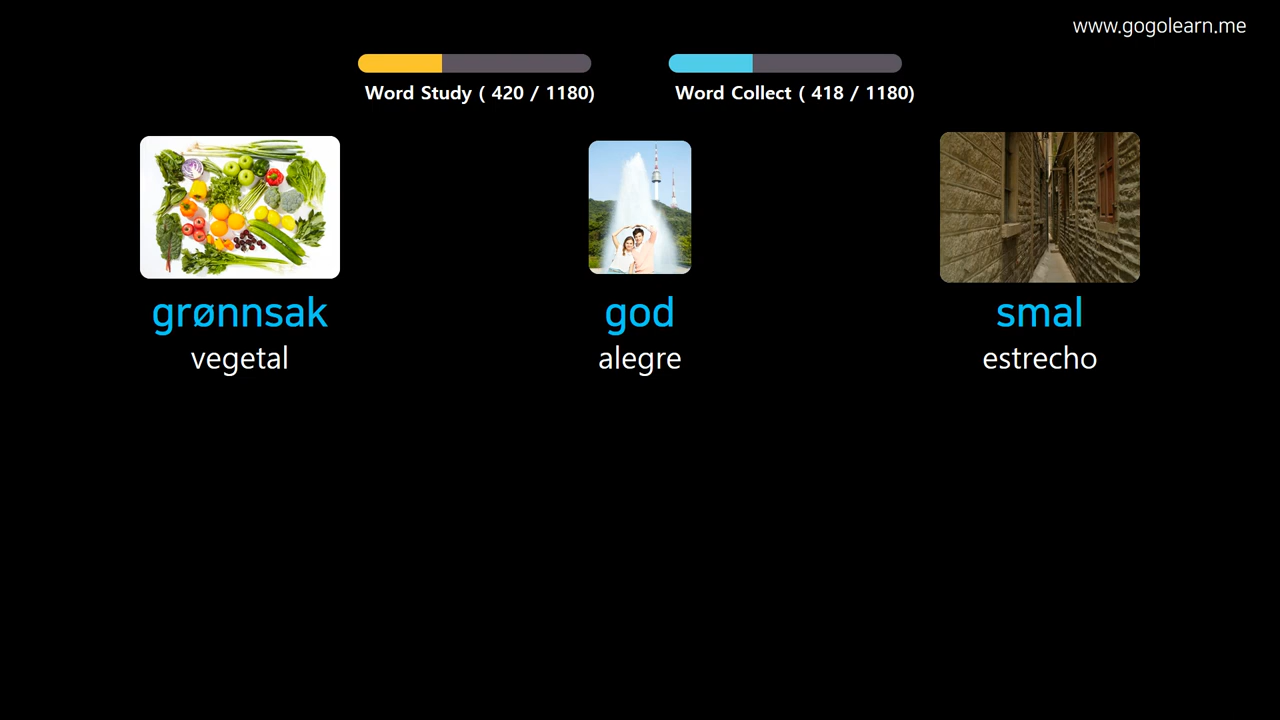 www.gogolearn.me
Word Study ( 420 / 1180)
Word Collect ( 418 / 1180)
grønnsak
god
smal
vegetal
alegre
estrecho